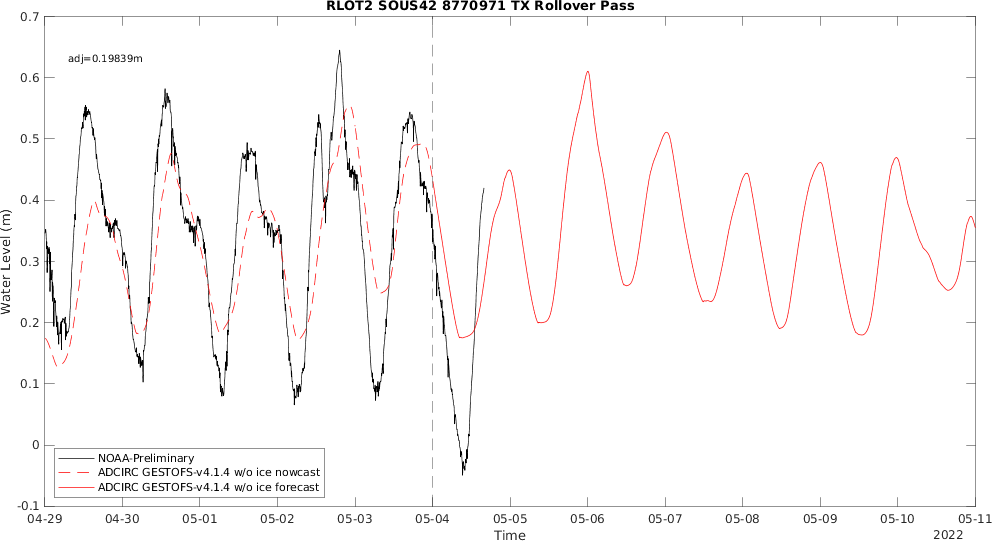 RLOT2 SOUS42 8770971 TX Rollover Pass
adj=0.19839m
0.7
0.6
0.5
0.4
0.3
0.2
0.1
0
-0.1
Water Level (m)
NOAA-Preliminary
ADCIRC GESTOFS-v4.1.4 w/o ice nowcast
ADCIRC GESTOFS-v4.1.4 w/o ice forecast
04-29 04-30 05-01 05-02 05-03 05-04 05-05 05-06 05-07 05-08 05-09 05-10 05-11
Time
2022